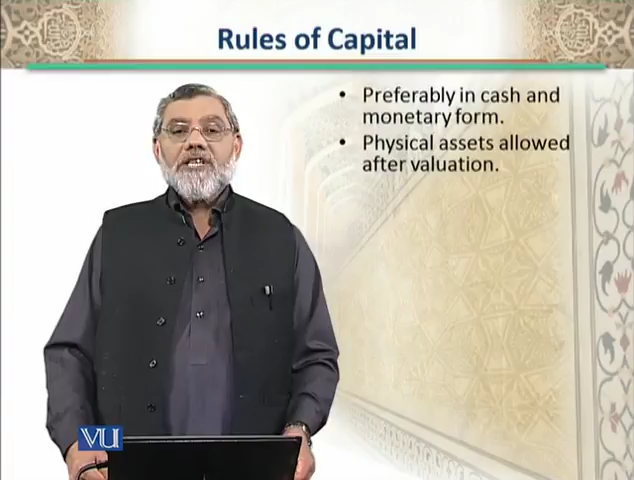 Rules of Capital
• Preferably in cash and
monetary form.
• Physical assets allowed
after valuation.
VU